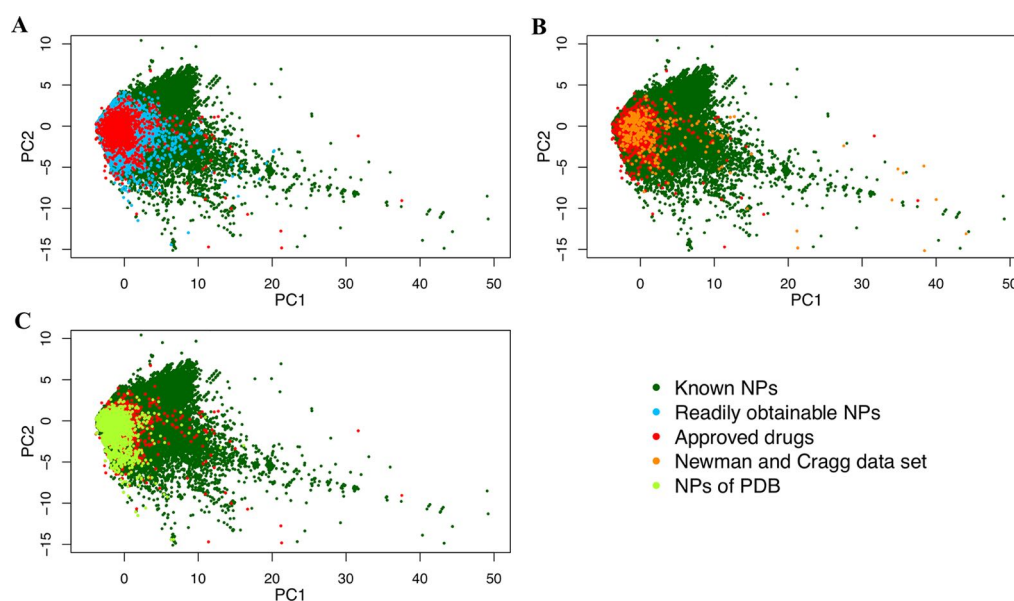 A
10
5
0
−5
−10
−15
PC2
0
10
20
30
40
50
PC1
B
10
5
0
−5
−10
−15
PC2
0
10
20
30
40
50
PC1
C
10
5
0
−5
−10
−15
PC2
0
10
20
30
40
50
PC1
Known NPs
Readily obtainable NPs
Approved drugs
Newman and Cragg data set
NPs of PDB